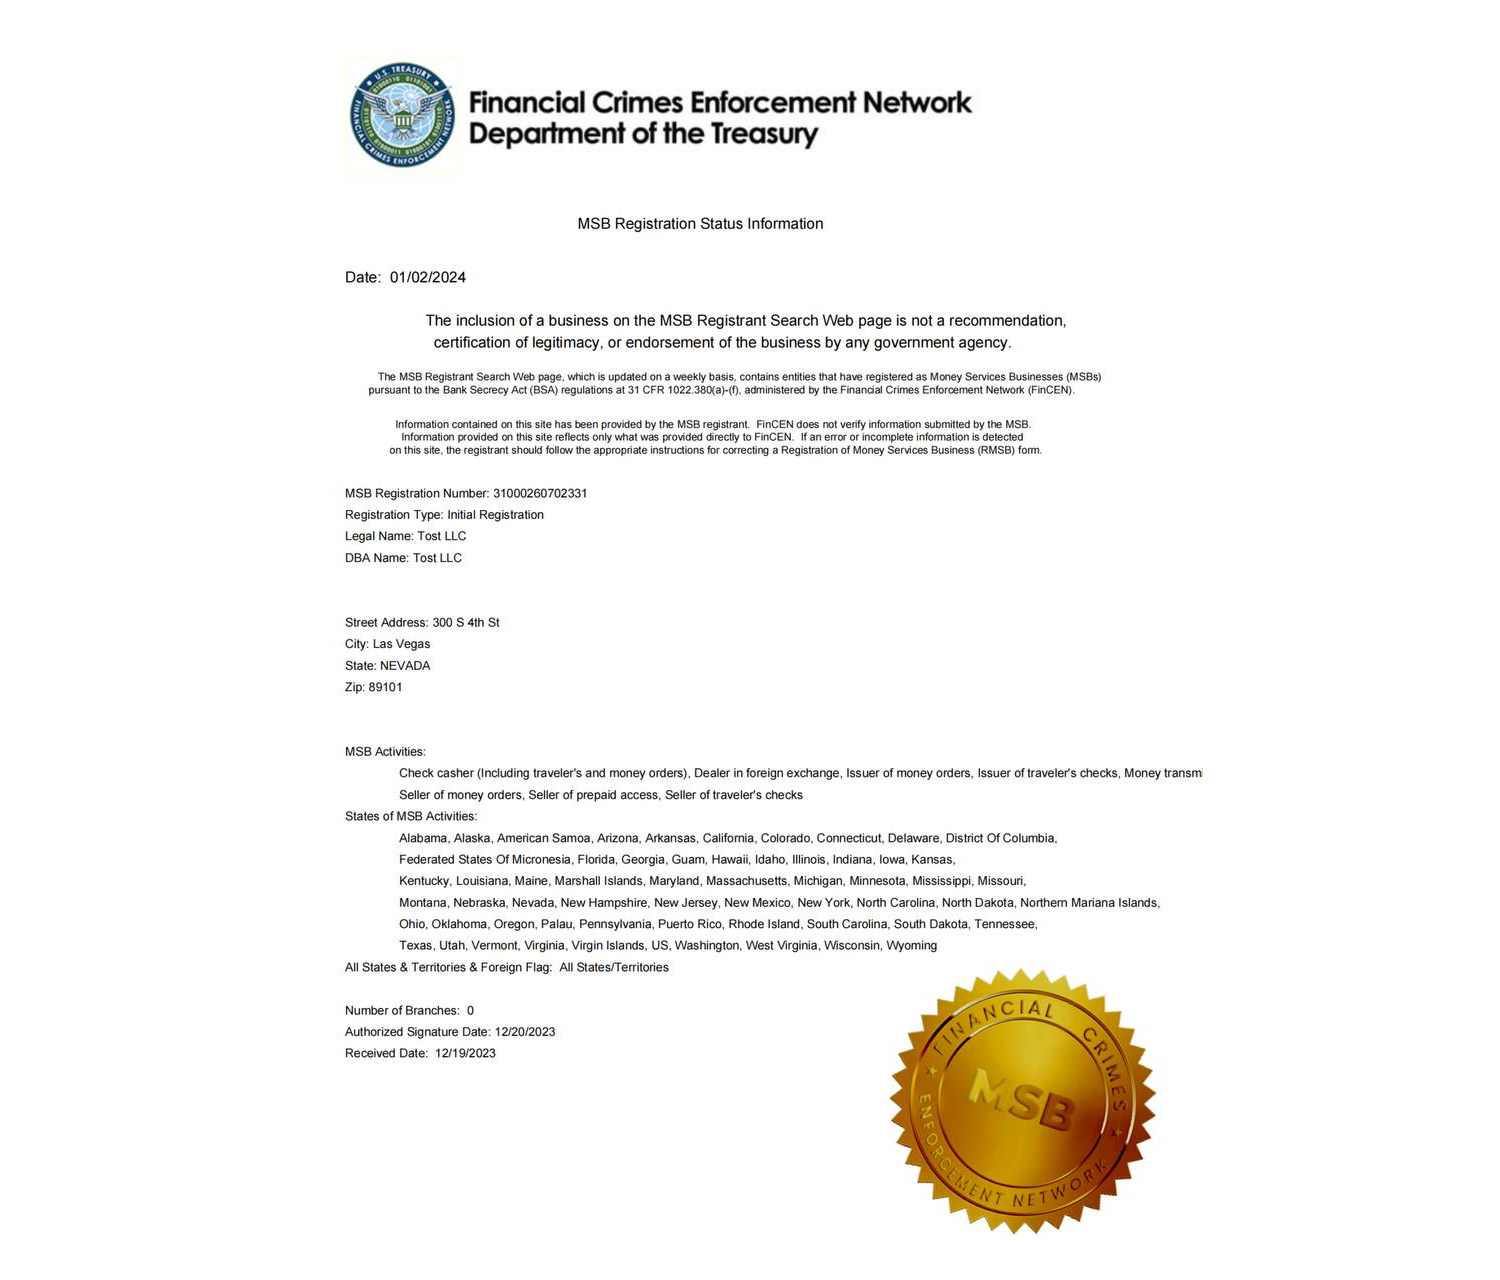 U.S. TREASURY
FINANCIAL CRIMES ENFORCEMENT NETWORK
Financial Crimes Enforcement Network
Department of the Treasury
MSB Registration Status Information
Date: 01/02/2024
The inclusion of a business on the MSB Registrant Search Web page is not a recommendation,
certification of legitimacy, or endorsement of the business by any government agency.
The MSB Registrant Search Web page, which is updated on a weekly basis, contains entities that have registered as Money Services Businesses (MSBs)
pursuant to the Bank Secrecy Act (BSA) regulations at 31 CFR 1022.380(a)-(f), administered by the Financial Crimes Enforcement Network (FinCEN).
Information contained on this site has been provided by the MSB registrant. FinCEN does not verify information submitted by the MSB.
Information provided on this site reflects only what was provided directly to FinCEN. If an error or incomplete information is detected
on this site, the registrant should follow the appropriate instructions for correcting a Registration of Money Services Business (RMSB) form.
MSB Registration Number: 31000260702331
Registration Type: Initial Registration
Legal Name: Tost LLC
DBA Name: Tost LLC
Street Address: 300 S 4th St
City: Las Vegas
State: NEVADA
Zip: 89101
MSB Activities:
Check casher (Including traveler's and money orders), Dealer in foreign exchange, Issuer of money orders, Issuer of traveler's checks, Money transmi
Seller of money orders, Seller of prepaid access, Seller of traveler's checks
States of MSB Activities:
Alabama, Alaska, American Samoa, Arizona, Arkansas, California, Colorado, Connecticut, Delaware, District Of Columbia,
Federated States Of Micronesia, Florida, Georgia, Guam, Hawaii, Idaho, Illinois, Indiana, Iowa, Kansas,
Kentucky, Louisiana, Maine, Marshall Islands, Maryland, Massachusetts, Michigan, Minnesota, Mississippi, Missouri,
Montana, Nebraska, Nevada, New Hampshire, New Jersey, New Mexico, New York, North Carolina, North Dakota, Northern Mariana Islands,
Ohio, Oklahoma, Oregon, Palau, Pennsylvania, Puerto Rico, Rhode Island, South Carolina, South Dakota, Tennessee,
Texas, Utah, Vermont, Virginia, Virgin Islands, US, Washington, West Virginia, Wisconsin, Wyoming
All States & Territories & Foreign Flag: All States/Territories
Number of Branches: 0
Authorized Signature Date: 12/20/2023
Received Date: 12/19/2023
FINANCIAL CRIMES
MSB
ENFORCEMENT NETWORK